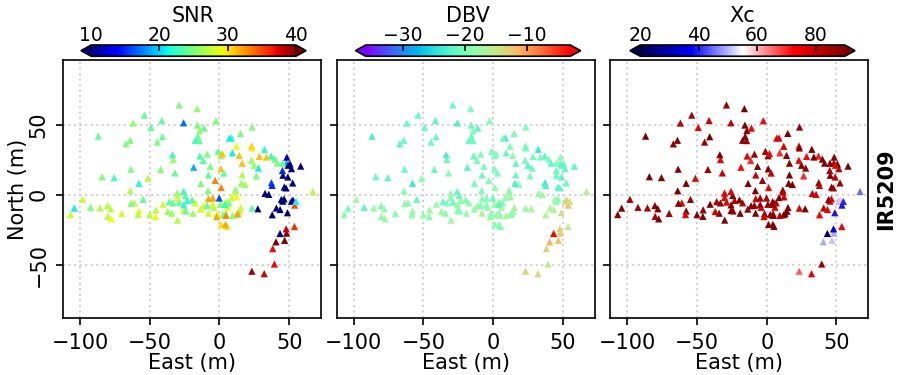 SNR DBV Xc
10 20 30 40 −30 −20 −10 20 40 60 80
North (m)
50
0
−50
IR5209
−100 −50 0 50 −100 −50 0 50 −100 −50 0 50
East (m) East (m) East (m)